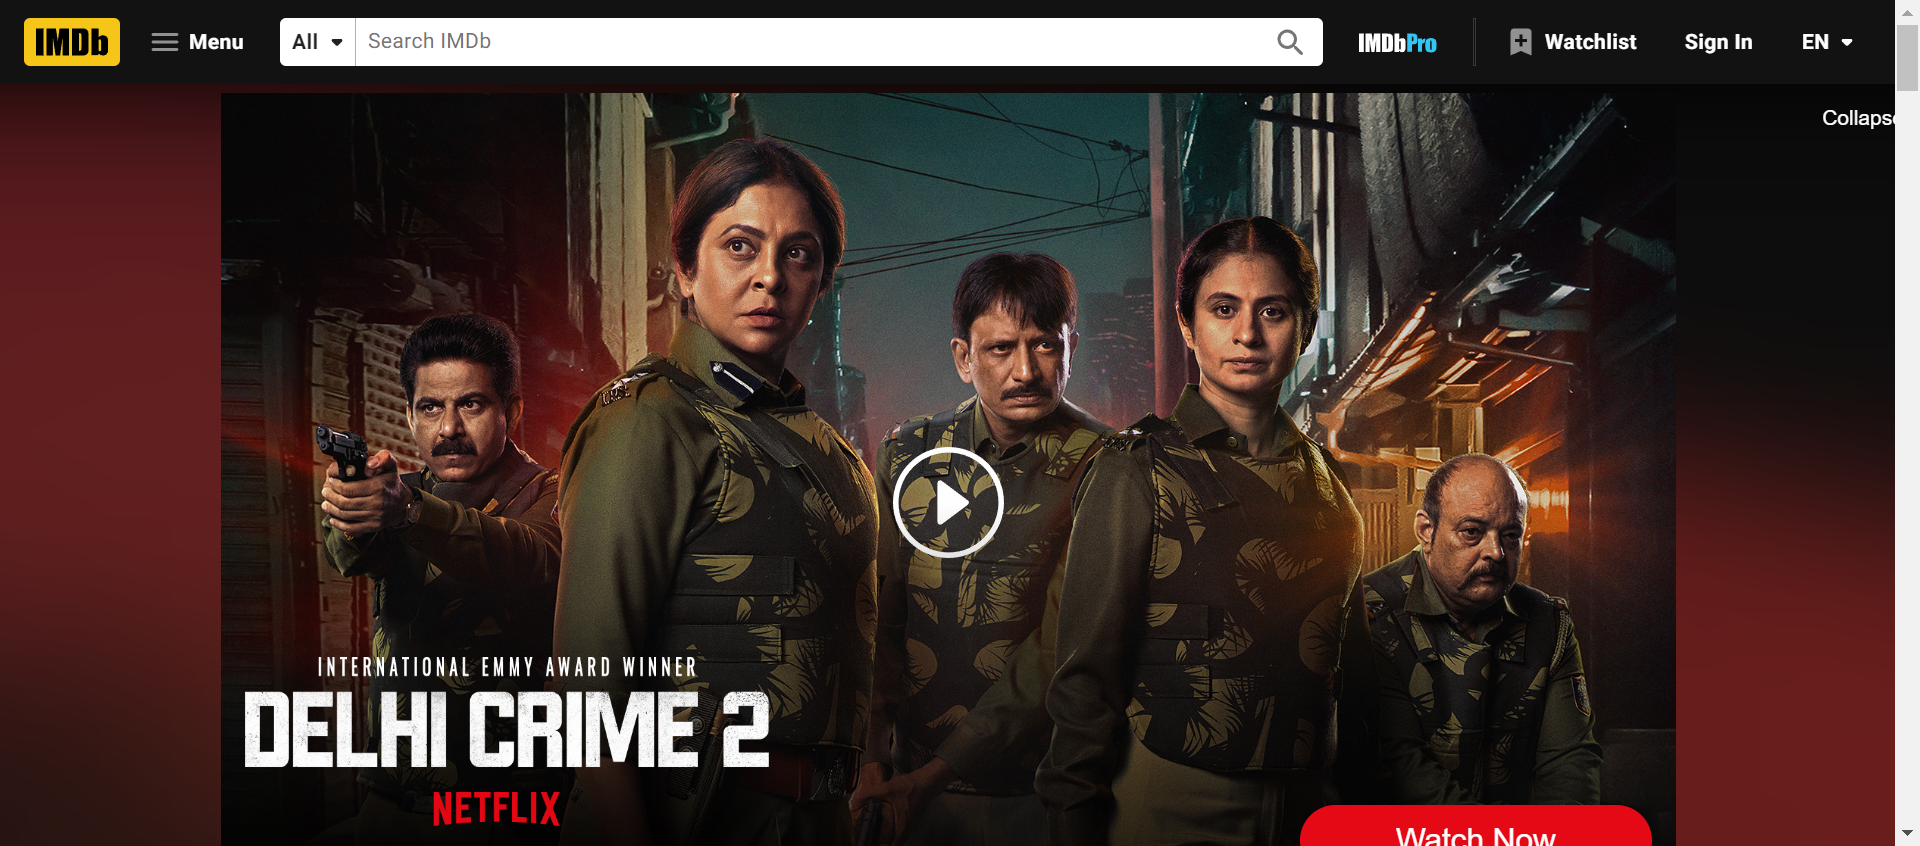 IMDb
Menu
All
Search IMDb
IMDbPro
Watchlist
Sign In
EN
Collapse
INTERNATIONAL EMMY AWARD WINNER
DELHI CRIME 2
NETFLIX
Watch Now